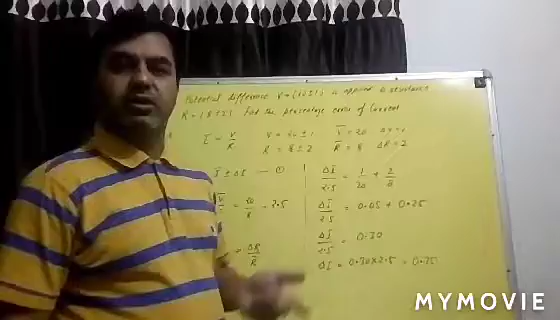 Potential difference V = (20 ± 1) is applied to resistance
R = (8 ± 2) Find the percentage error of Current
I = V/R V = 20 ± 1 V̅ = 20 ΔV = 1
R = 8 ± 2 R̅ = 8 ΔR = 2
I̅ ± ΔI — ①
V̅/R̅ = 20/8 = 2.5
= ΔR/R̅
ΔI/2.5 = 1/20 + 2/8
ΔI/2.5 = 0.05 + 0.25
ΔI/2.5 = 0.30
ΔI = 0.30 × 2.5 = 0.75
MYMOVIE